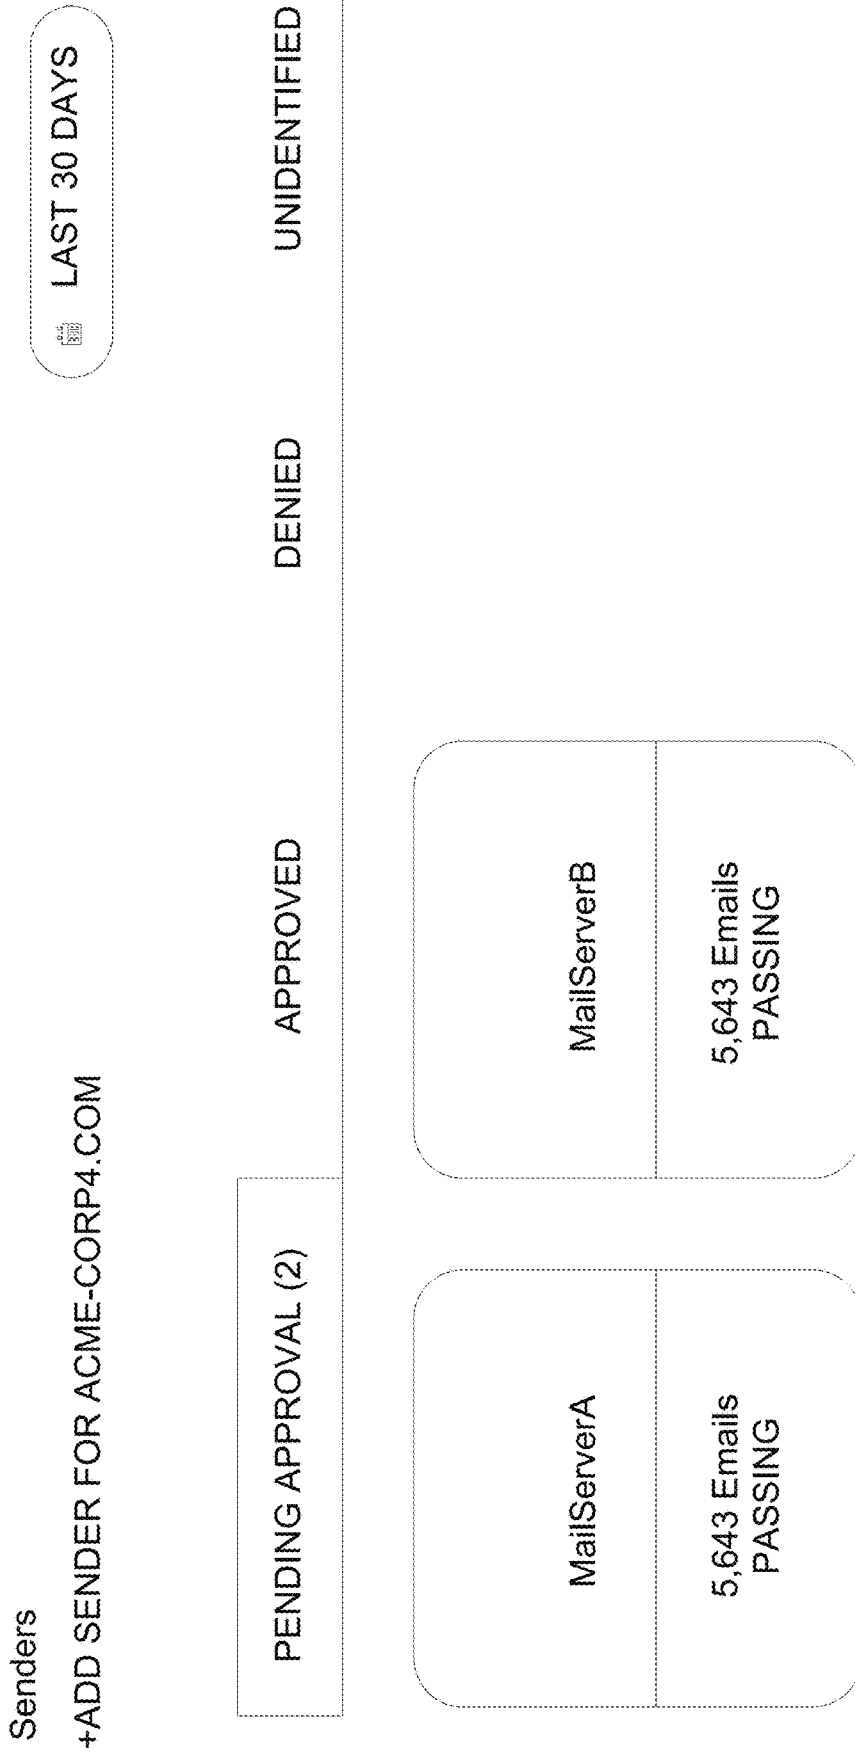 Senders
+ADD SENDER FOR ACME-CORP4.COM
LAST 30 DAYS
PENDING APPROVAL (2)
APPROVED
DENIED
UNIDENTIFIED
MailServerA
5,643 Emails
PASSING
MailServerB
5,643 Emails
PASSING